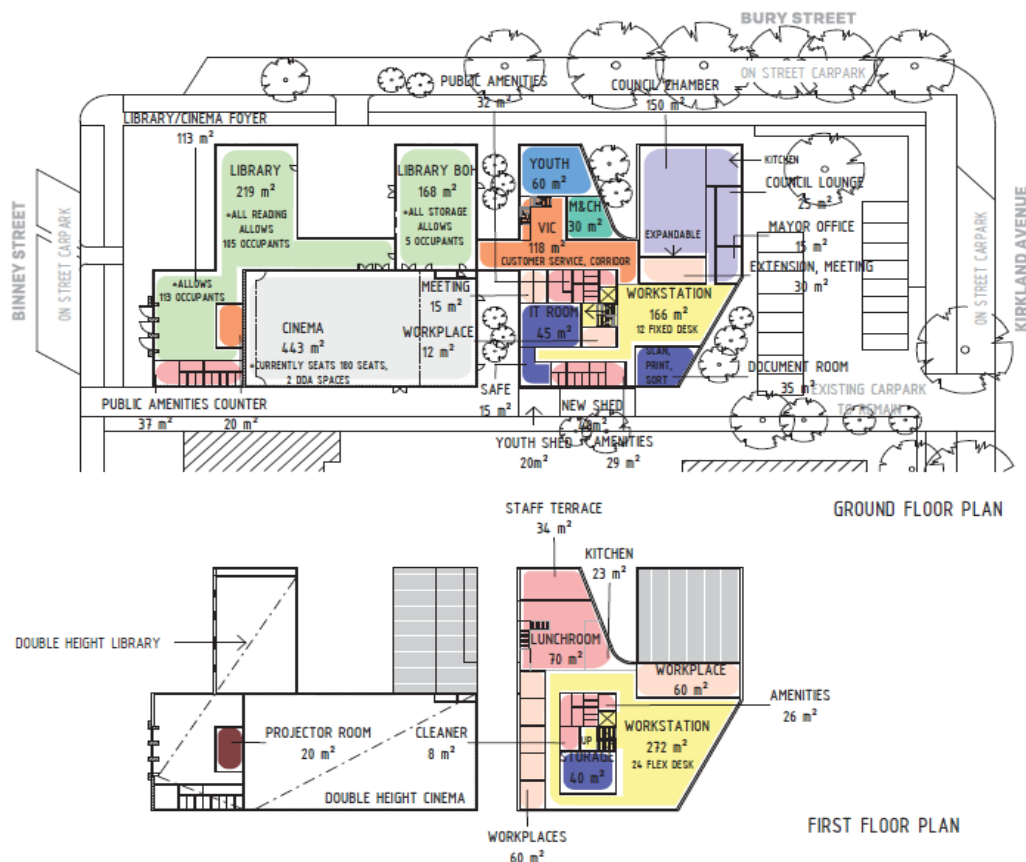 BURY STREET
ON STREET CARPARK
PUBLIC AMENITIES
32 m²
COUNCIL CHAMBER
150 m²
LIBRARY/CINEMA FOYER
113 m²
LIBRARY
219 m²
*ALL READING
ALLOWS
105 OCCUPANTS
LIBRARY BOH
168 m²
*ALL STORAGE
ALLOWS
5 OCCUPANTS
YOUTH
60 m²
M&CH
30 m²
VIC
118 m²
CUSTOMER SERVICE, CORRIDOR
EXPANDABLE
KITCHEN
COUNCIL LOUNGE
25 m²
MAYOR OFFICE
15 m²
EXTENSION, MEETING
30 m²
BINNEY STREET
ON STREET CARPARK
ON STREET CARPARK
KIRKLAND AVENUE
*ALLOWS
113 OCCUPANTS
CINEMA
443 m²
*CURRENTLY SEATS 180 SEATS,
2 DDA SPACES
MEETING
15 m²
WORKPLACE
12 m²
IT ROOM
45 m²
WORKSTATION
166 m²
12 FIXED DESK
SCAN,
PRINT,
SORT
DOCUMENT ROOM
35 m²
EXISTING CARPARK
TO REMAIN
PUBLIC AMENITIES
37 m²
COUNTER
20 m²
SAFE
15 m²
NEW SHED
YOUTH SHED
20m²
AMENITIES
29 m²
GROUND FLOOR PLAN
STAFF TERRACE
34 m²
KITCHEN
23 m²
DOUBLE HEIGHT LIBRARY
LUNCHROOM
70 m²
WORKPLACE
60 m²
AMENITIES
26 m²
PROJECTOR ROOM
20 m²
CLEANER
8 m²
UP
WORKSTATION
272 m²
24 FLEX DESK
STORAGE
40 m²
DOUBLE HEIGHT CINEMA
WORKPLACES
60 m²
FIRST FLOOR PLAN